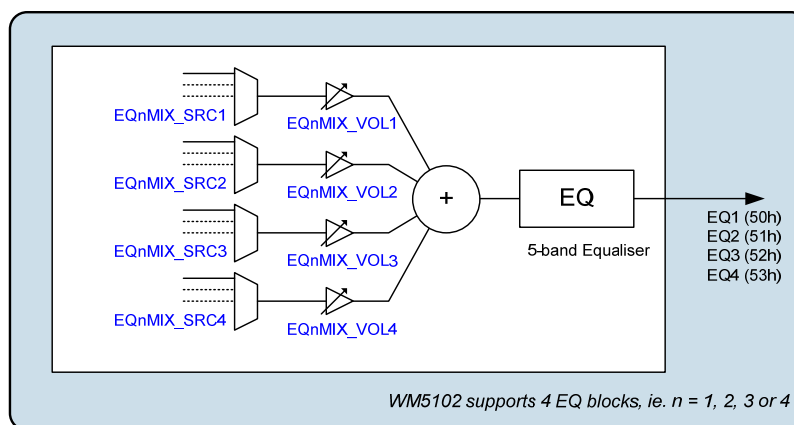 EQnMIX_SRC1
EQnMIX_VOL1
EQnMIX_SRC2
EQnMIX_VOL2
EQnMIX_SRC3
EQnMIX_VOL3
EQnMIX_SRC4
EQnMIX_VOL4
+
EQ
5-band Equaliser
EQ1 (50h)
EQ2 (51h)
EQ3 (52h)
EQ4 (53h)
WM5102 supports 4 EQ blocks, ie. n = 1, 2, 3 or 4